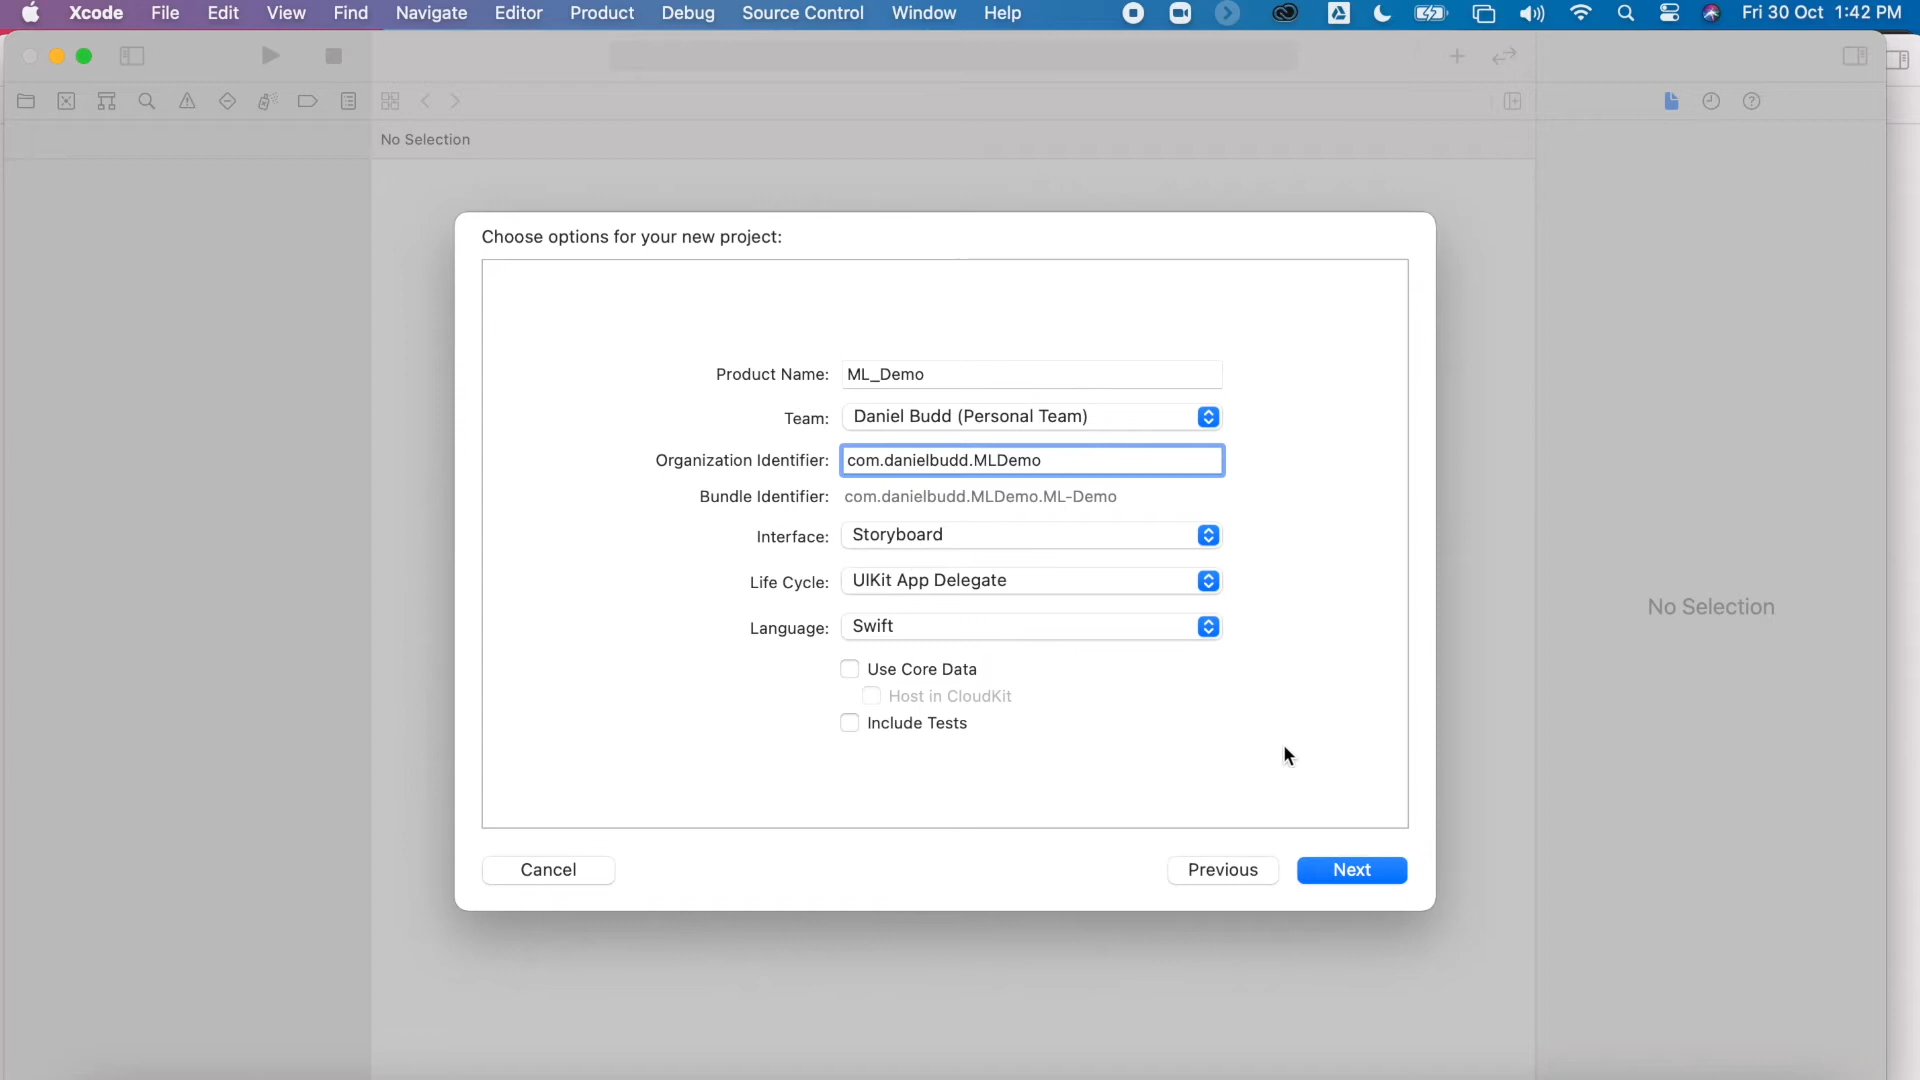 Xcode File Edit View Find Navigate Editor Product Debug Source Control Window Help Fri 30 Oct 1:42 PM
No Selection
Choose options for your new project:
Product Name: ML_Demo
Team: Daniel Budd (Personal Team)
Organization Identifier: com.danielbudd.MLDemo
Bundle Identifier: com.danielbudd.MLDemo.ML-Demo
Interface: Storyboard
Life Cycle: UIKit App Delegate
No Selection
Language: Swift
Use Core Data
Host in CloudKit
Include Tests
Cancel Previous Next